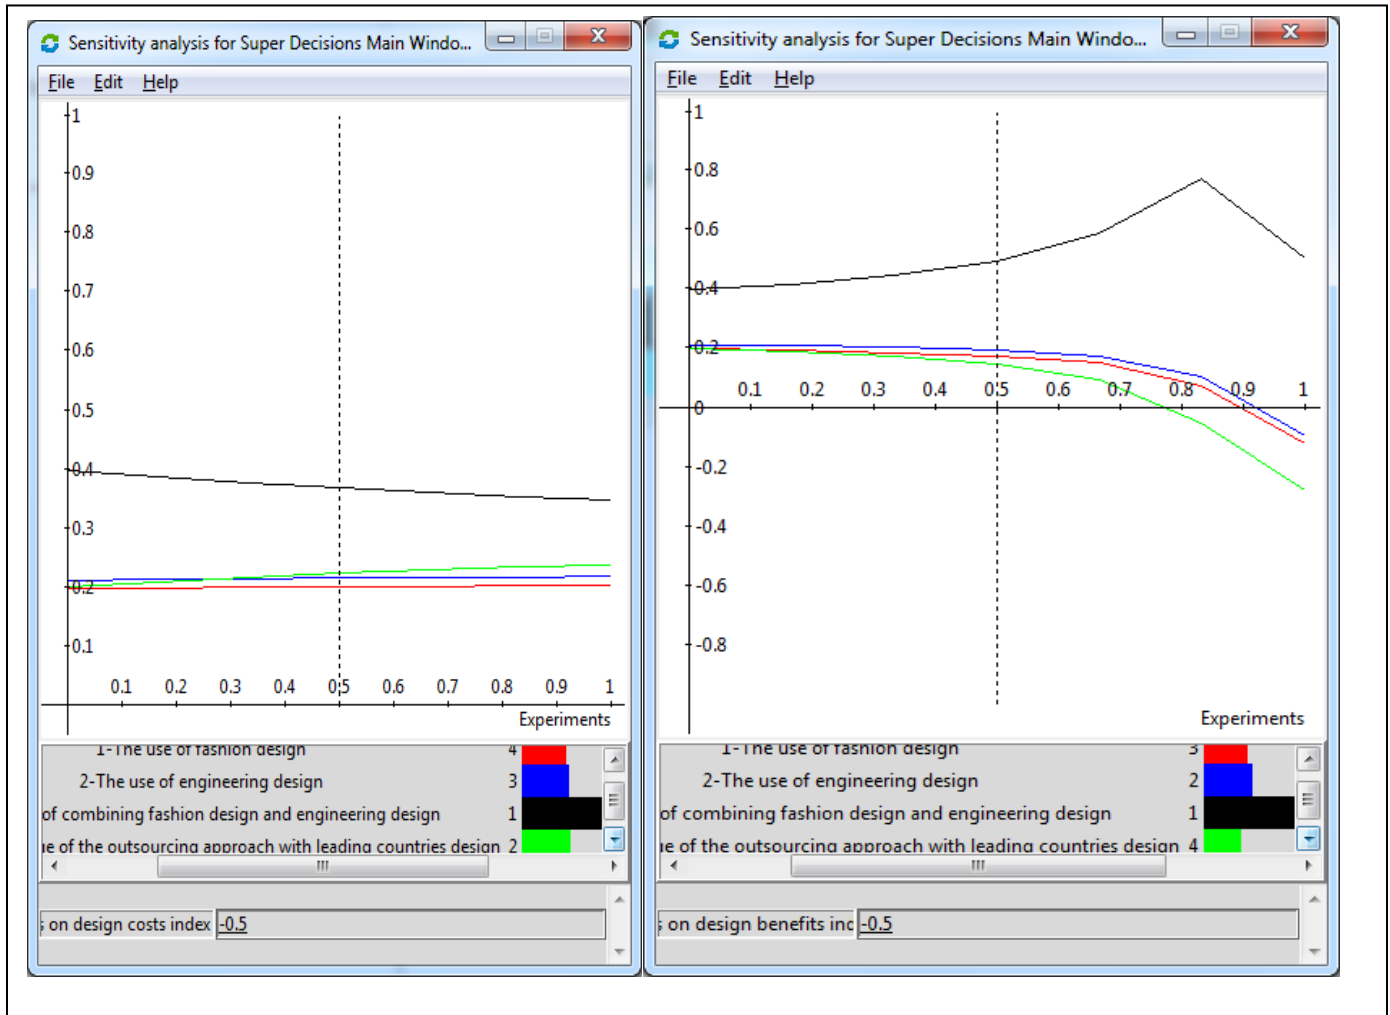 Sensitivity analysis for Super Decisions Main Windo...
File Edit Help
1
0.9
0.8
0.7
0.6
0.5
0.4
0.3
0.2
0.1
0.1 0.2 0.3 0.4 0.5 0.6 0.7 0.8 0.9 1
Experiments
1-The use of fashion design 4
2-The use of engineering design 3
of combining fashion design and engineering design 1
e of the outsourcing approach with leading countries design 2
s on design costs index -0.5
Sensitivity analysis for Super Decisions Main Windo...
File Edit Help
1
0.8
0.6
0.4
0.2
0.1 0.2 0.3 0.4 0.5 0.6 0.7 0.8 0.9 1
0
-0.2
-0.4
-0.6
-0.8
Experiments
1-The use of fashion design 3
2-The use of engineering design 2
of combining fashion design and engineering design 1
e of the outsourcing approach with leading countries design 4
s on design benefits inc -0.5